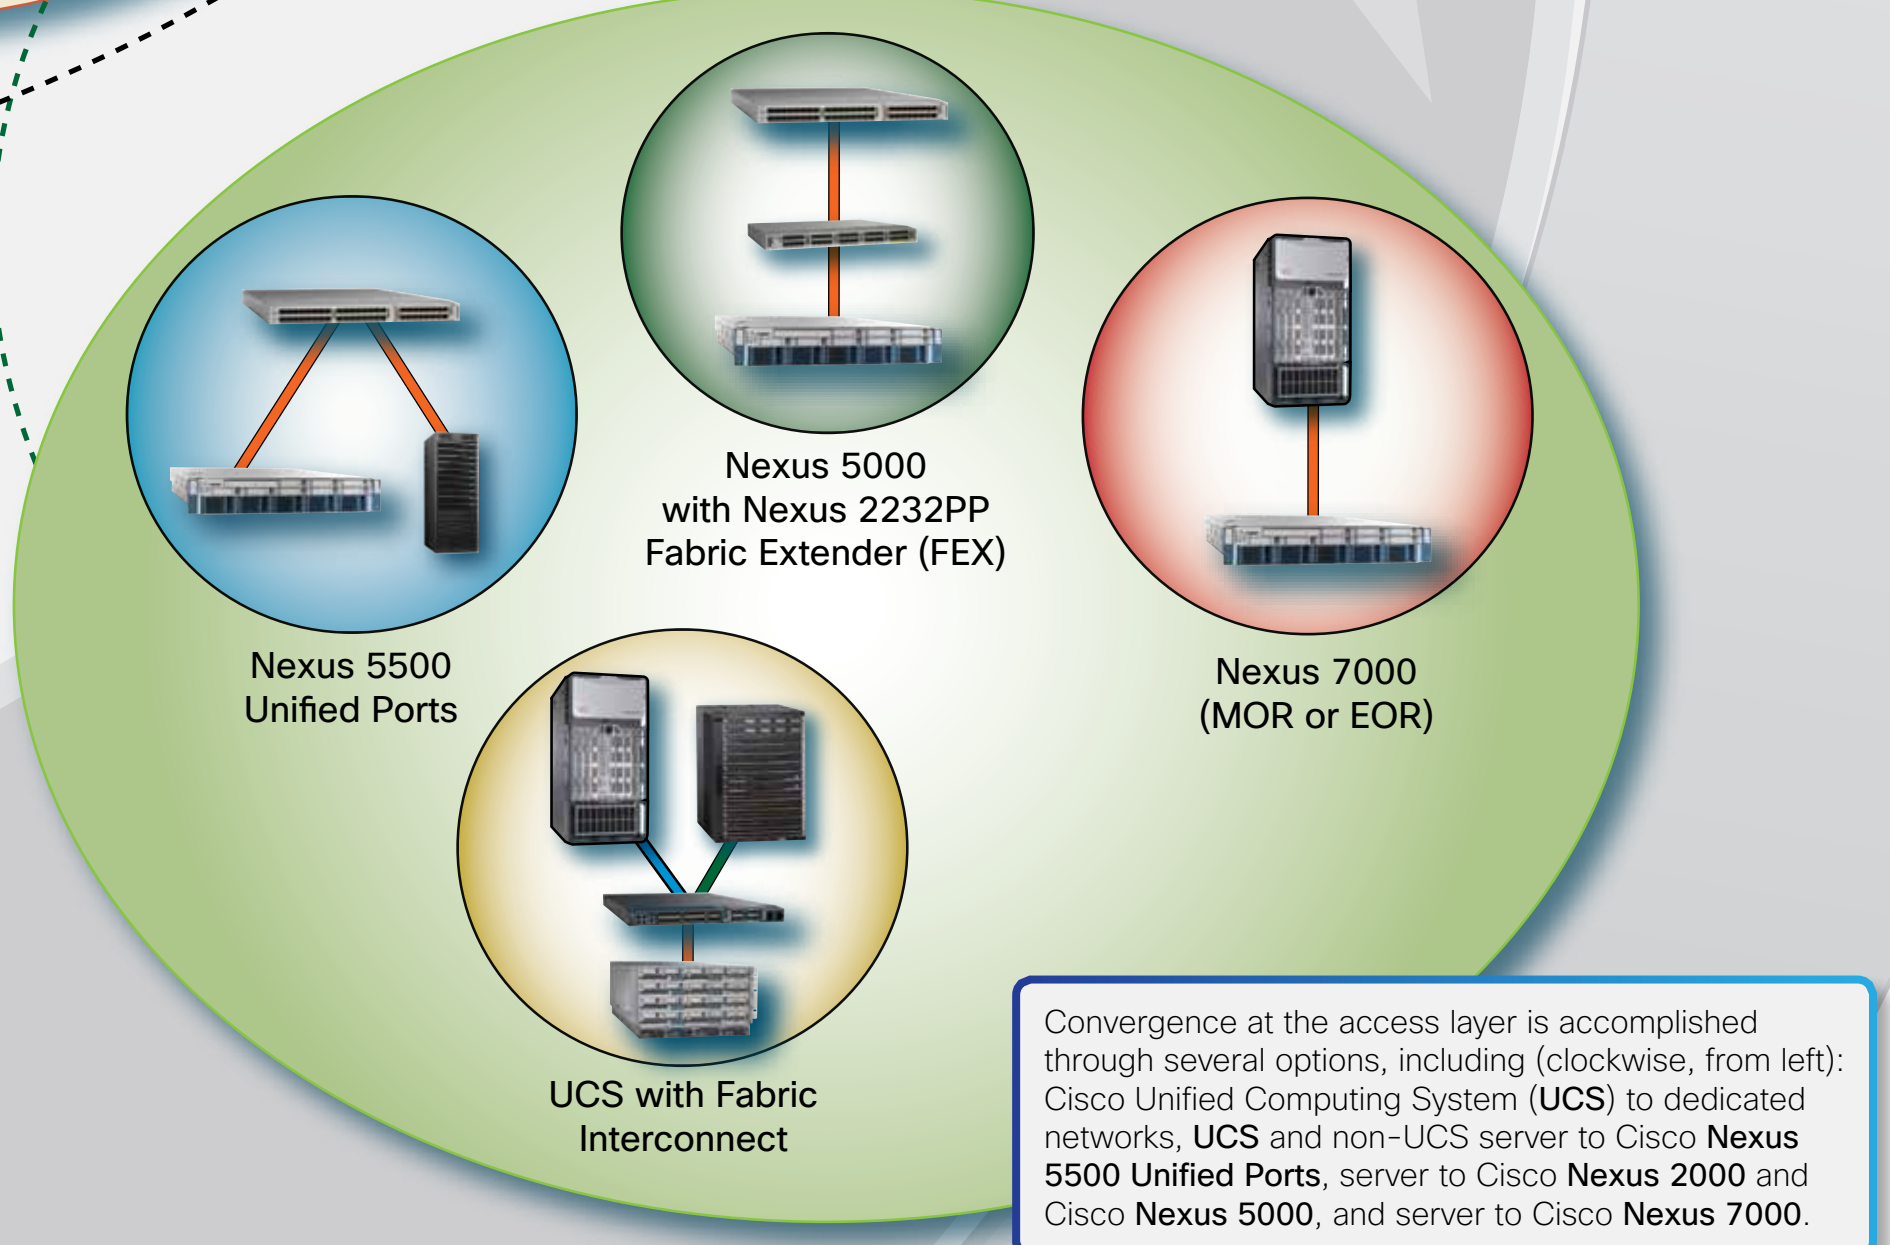 Nexus 5000
with Nexus 2232PP
Fabric Extender (FEX)
Nexus 5500
Unified Ports
Nexus 7000
(MOR or EOR)
UCS with Fabric
Interconnect
Convergence at the access layer is accomplished
through several options, including (clockwise, from left):
Cisco Unified Computing System (UCS) to dedicated
networks, UCS and non-UCS server to Cisco Nexus
5500 Unified Ports, server to Cisco Nexus 2000 and
Cisco Nexus 5000, and server to Cisco Nexus 7000.